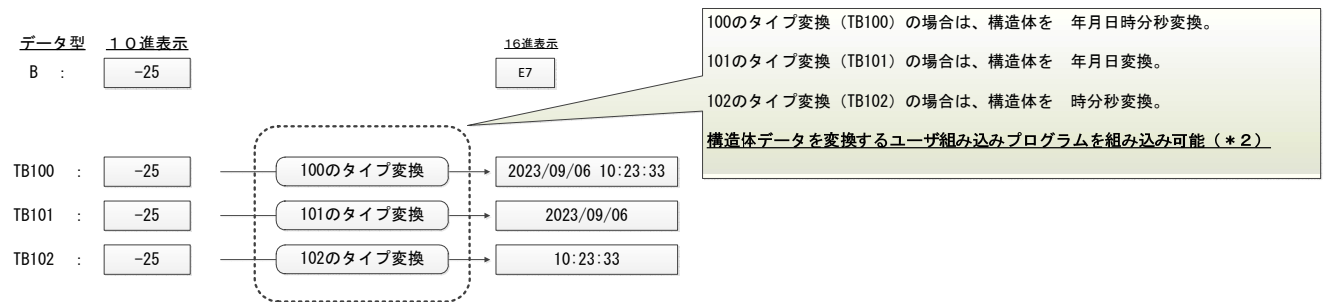 データ型 １０進表示 16進表示
B : -25 E7
TB100 : -25 100のタイプ変換 2023/09/06 10:23:33
TB101 : -25 101のタイプ変換 2023/09/06
TB102 : -25 102のタイプ変換 10:23:33
100のタイプ変換（TB100）の場合は、構造体を　年月日時分秒変換。
101のタイプ変換（TB101）の場合は、構造体を　年月日変換。
102のタイプ変換（TB102）の場合は、構造体を　時分秒変換。
構造体データを変換するユーザ組み込みプログラムを組み込み可能（＊２）